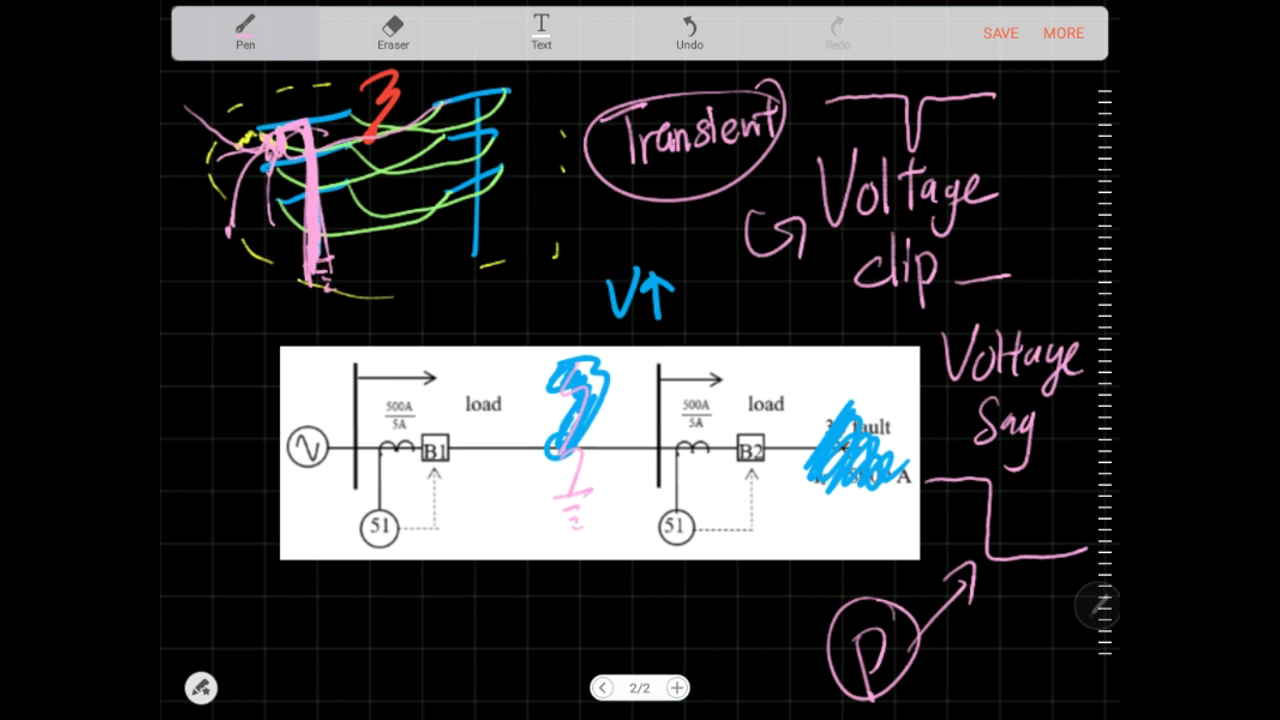 Pen
Eraser
T
Text
Undo
Redo
SAVE
MORE
3
Transient
Voltage
clip
V↑
Voltage
Sag
500A
5A
load
B1
51
500A
5A
load
B2
51
fault
A
P
2/2